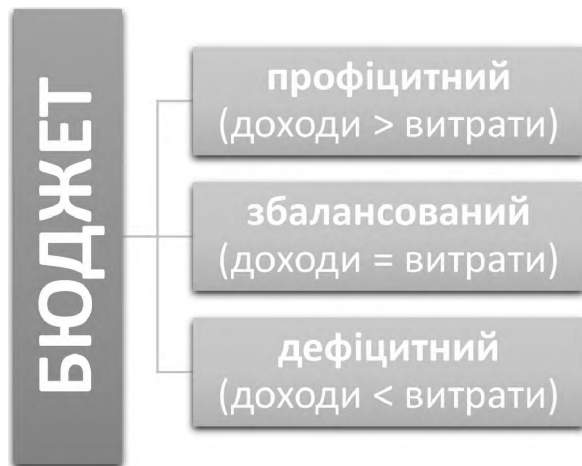 БЮДЖЕТ
профіцитний
(доходи > витрати)
збалансований
(доходи = витрати)
дефіцитний
(доходи < витрати)